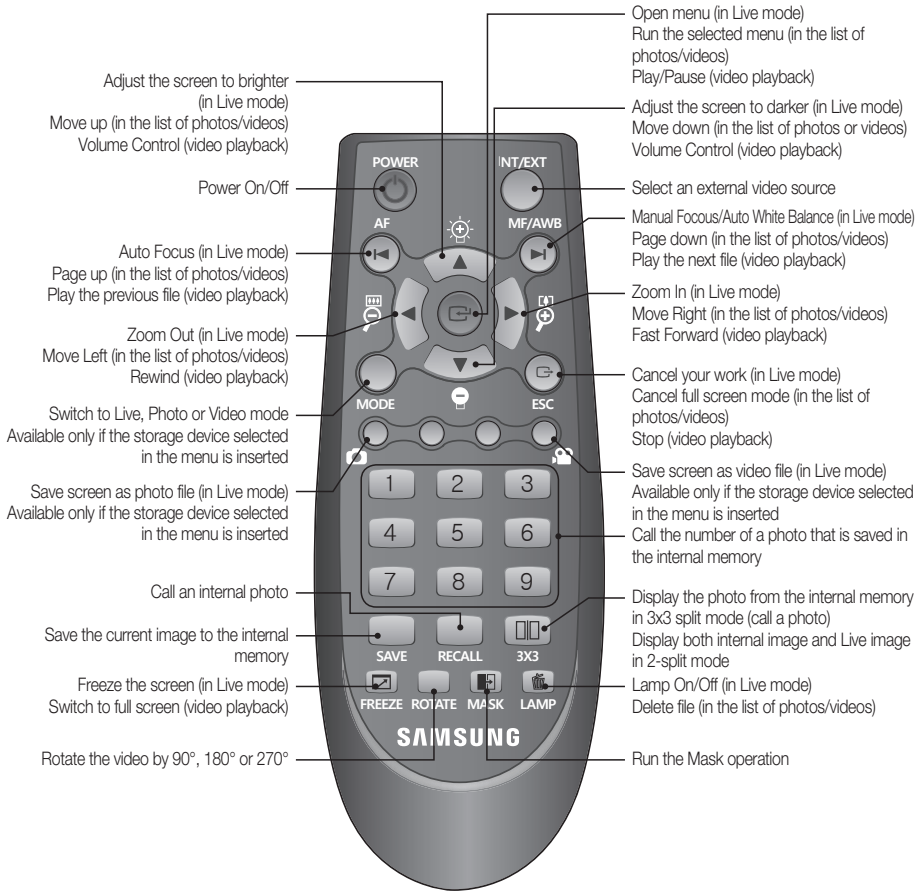 Open menu (in Live mode)
Run the selected menu (in the list of
photos/videos)
Play/Pause (video playback)
Adjust the screen to brighter
(in Live mode)
Move up (in the list of photos/videos)
Volume Control (video playback)
Adjust the screen to darker (in Live mode)
Move down (in the list of photos or videos)
Volume Control (video playback)
POWER
INT/EXT
Power On/Off
Select an external video source
AF
MF/AWB
Auto Focus (in Live mode)
Page up (in the list of photos/videos)
Play the previous file (video playback)
Manual Focous/Auto White Balance (in Live mode)
Page down (in the list of photos/videos)
Play the next file (video playback)
Zoom Out (in Live mode)
Move Left (in the list of photos/videos)
Rewind (video playback)
Zoom In (in Live mode)
Move Right (in the list of photos/videos)
Fast Forward (video playback)
MODE
ESC
Switch to Live, Photo or Video mode
Available only if the storage device selected
in the menu is inserted
Cancel your work (in Live mode)
Cancel full screen mode (in the list of
photos/videos)
Stop (video playback)
Save screen as photo file (in Live mode)
Available only if the storage device selected
in the menu is inserted
Save screen as video file (in Live mode)
Available only if the storage device selected
in the menu is inserted
1 2 3
4 5 6
7 8 9
Call the number of a photo that is saved in
the internal memory
Call an internal photo
Save the current image to the internal
memory
Display the photo from the internal memory
in 3x3 split mode (call a photo)
Display both internal image and Live image
in 2-split mode
SAVE RECALL 3X3
Freeze the screen (in Live mode)
Switch to full screen (video playback)
Lamp On/Off (in Live mode)
Delete file (in the list of photos/videos)
FREEZE ROTATE MASK LAMP
SAMSUNG
Rotate the video by 90°, 180° or 270°
Run the Mask operation